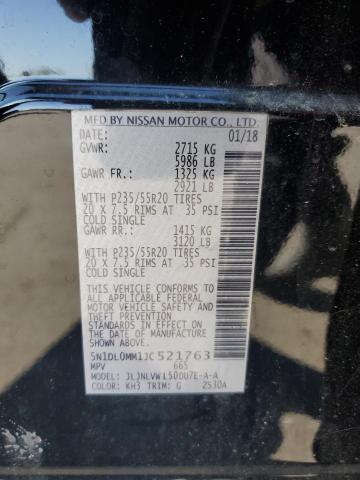 MFD BY NISSAN MOTOR CO., LTD.
DATE: 01/18
GVWR: 2715 KG
5986 LB
GAWR FR.: 1325 KG
2921 LB
WITH P235/55R20 TIRES
20 X 7.5 RIMS AT 35 PSI
COLD SINGLE
GAWR RR.: 1415 KG
3120 LB
WITH P235/55R20 TIRES
20 X 7.5 RIMS AT 35 PSI
COLD SINGLE
THIS VEHICLE CONFORMS TO ALL
APPLICABLE FEDERAL MOTOR
VEHICLE SAFETY AND THEFT
PREVENTION STANDARDS IN
EFFECT ON THE DATE OF
MANUFACTURE SHOWN ABOVE.
5N1DL0MM1JC521763
MPV 665
MODEL: JLJNLVWL50UU7E-A-A
COLOR: KH3 TRIM: G 2S30A